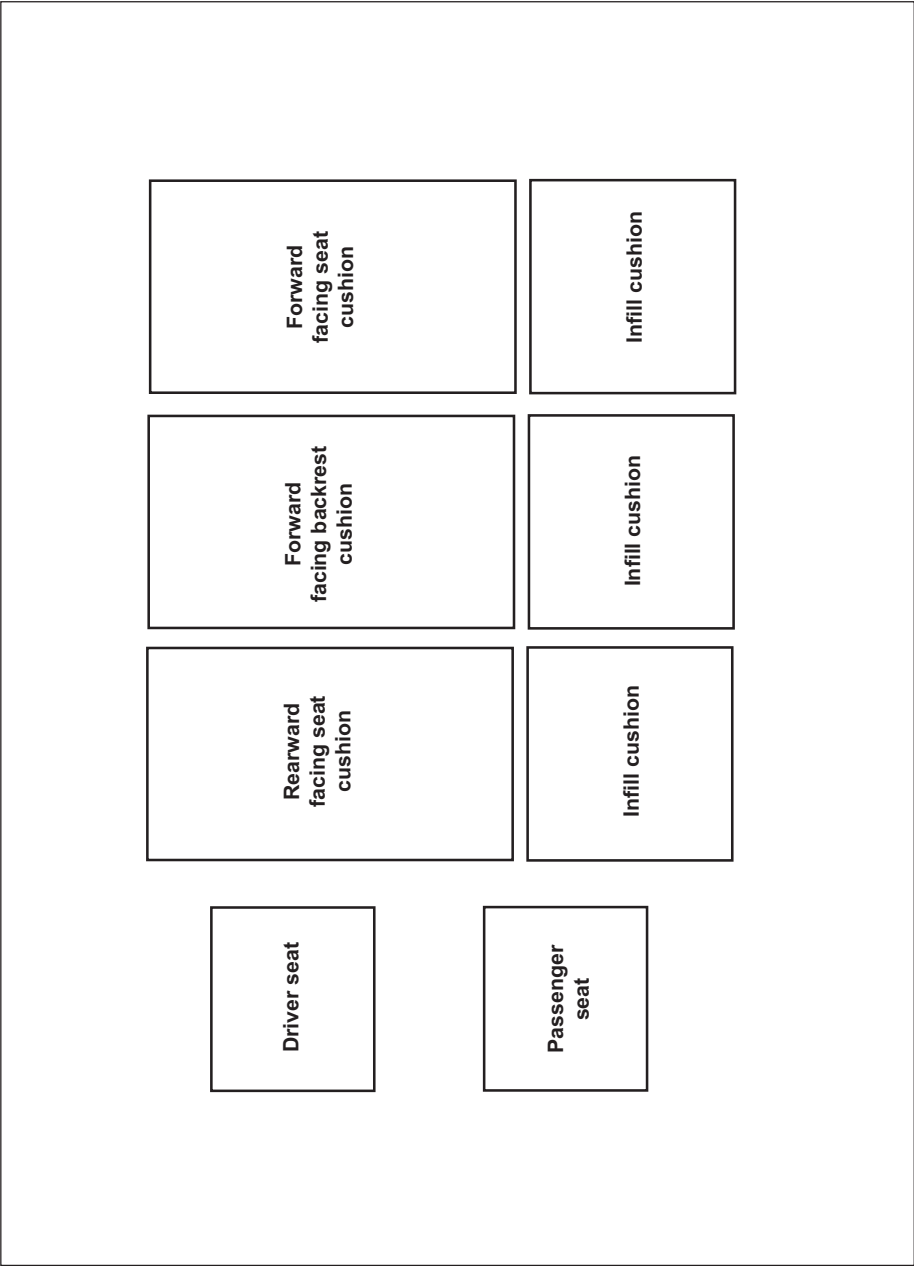 Forward
facing seat
cushion
Infill cushion
Forward
facing backrest
cushion
Infill cushion
Rearward
facing seat
cushion
Infill cushion
Driver seat
Passenger
seat